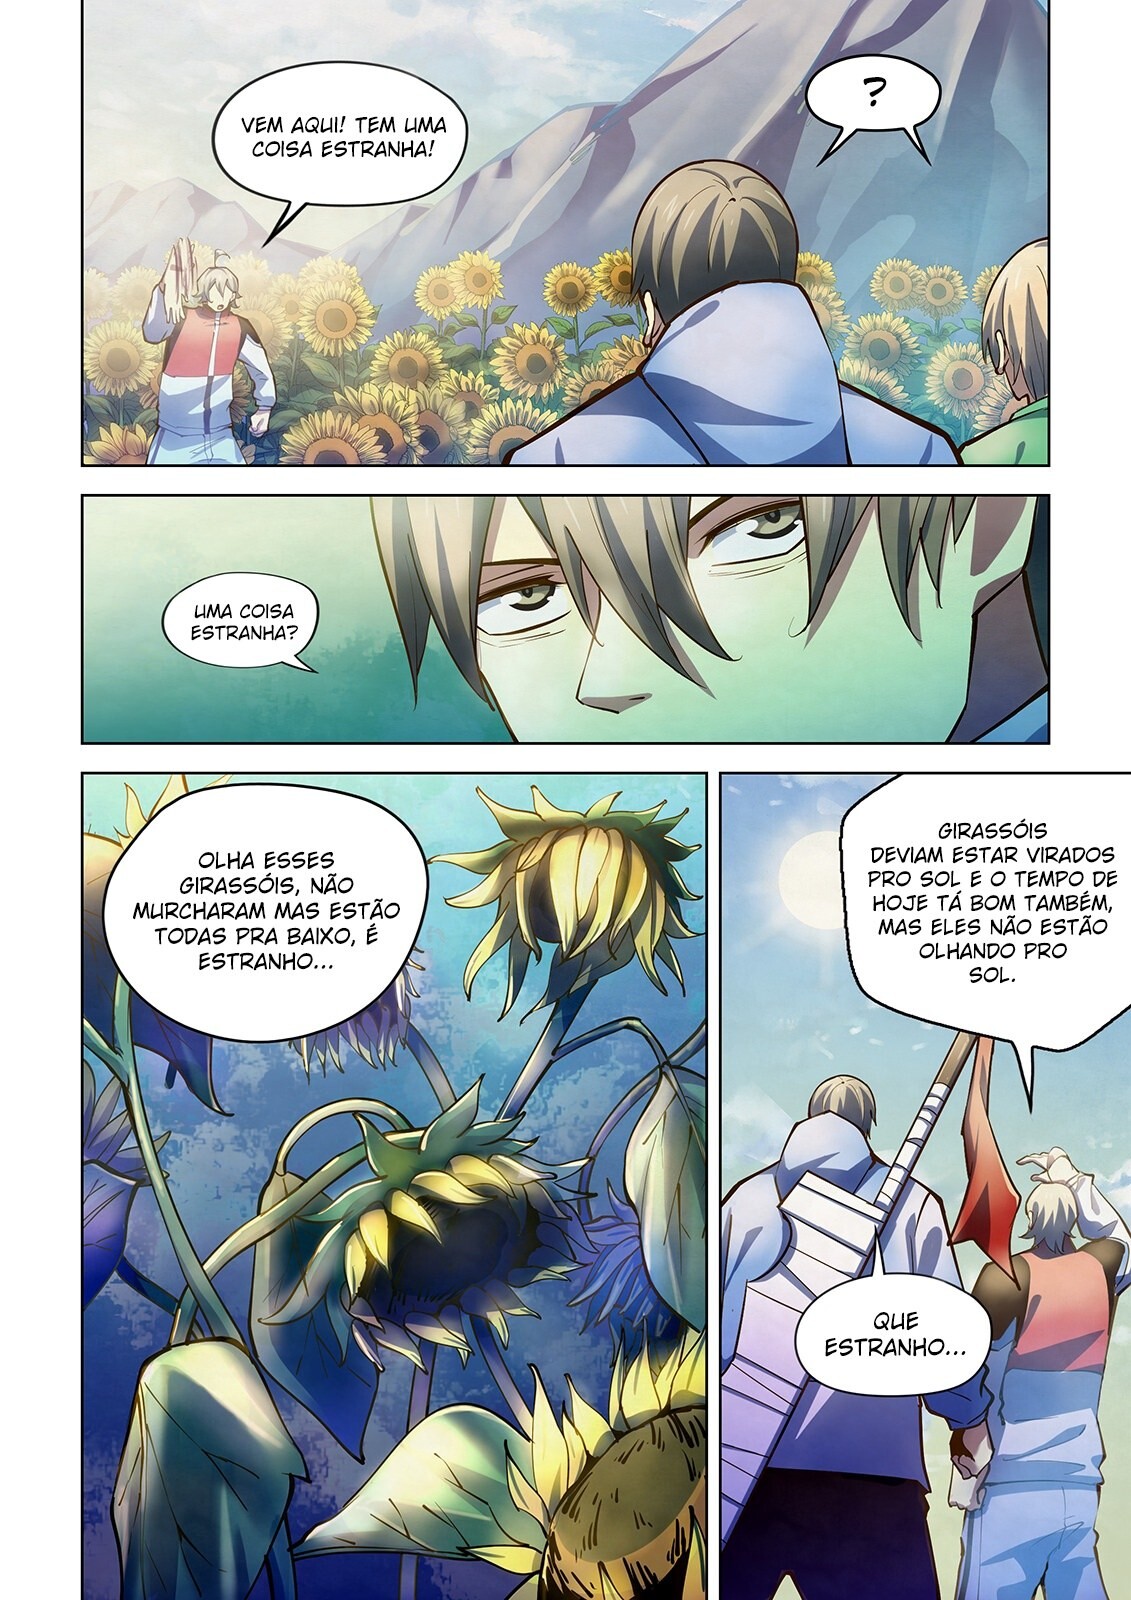 VEM AQUI! TEM UMA
COISA ESTRANHA!
?
UMA COISA
ESTRANHA?
OLHA ESSES
GIRASSÓIS, NÃO
MURCHARAM MAS ESTÃO
TODAS PRA BAIXO, É
ESTRANHO...
GIRASSÓIS
DEVIAM ESTAR VIRADOS
PRO SOL E O TEMPO DE
HOJE TÁ BOM TAMBÉM,
MAS ELES NÃO ESTÃO
OLHANDO PRO
SOL.
QUE
ESTRANHO...